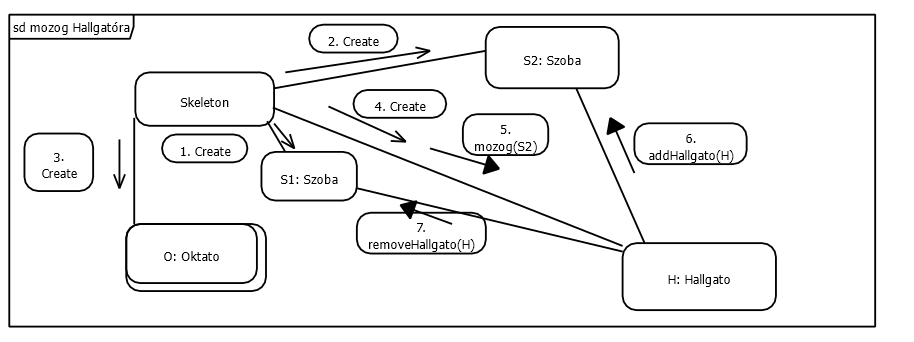 sd mozog Hallgatóra
2. Create
S2: Szoba
Skeleton
4. Create
5.
mozog(S2)
6.
addHallgato(H)
3.
Create
1. Create
S1: Szoba
7.
removeHallgato(H)
O: Oktato
H: Hallgato